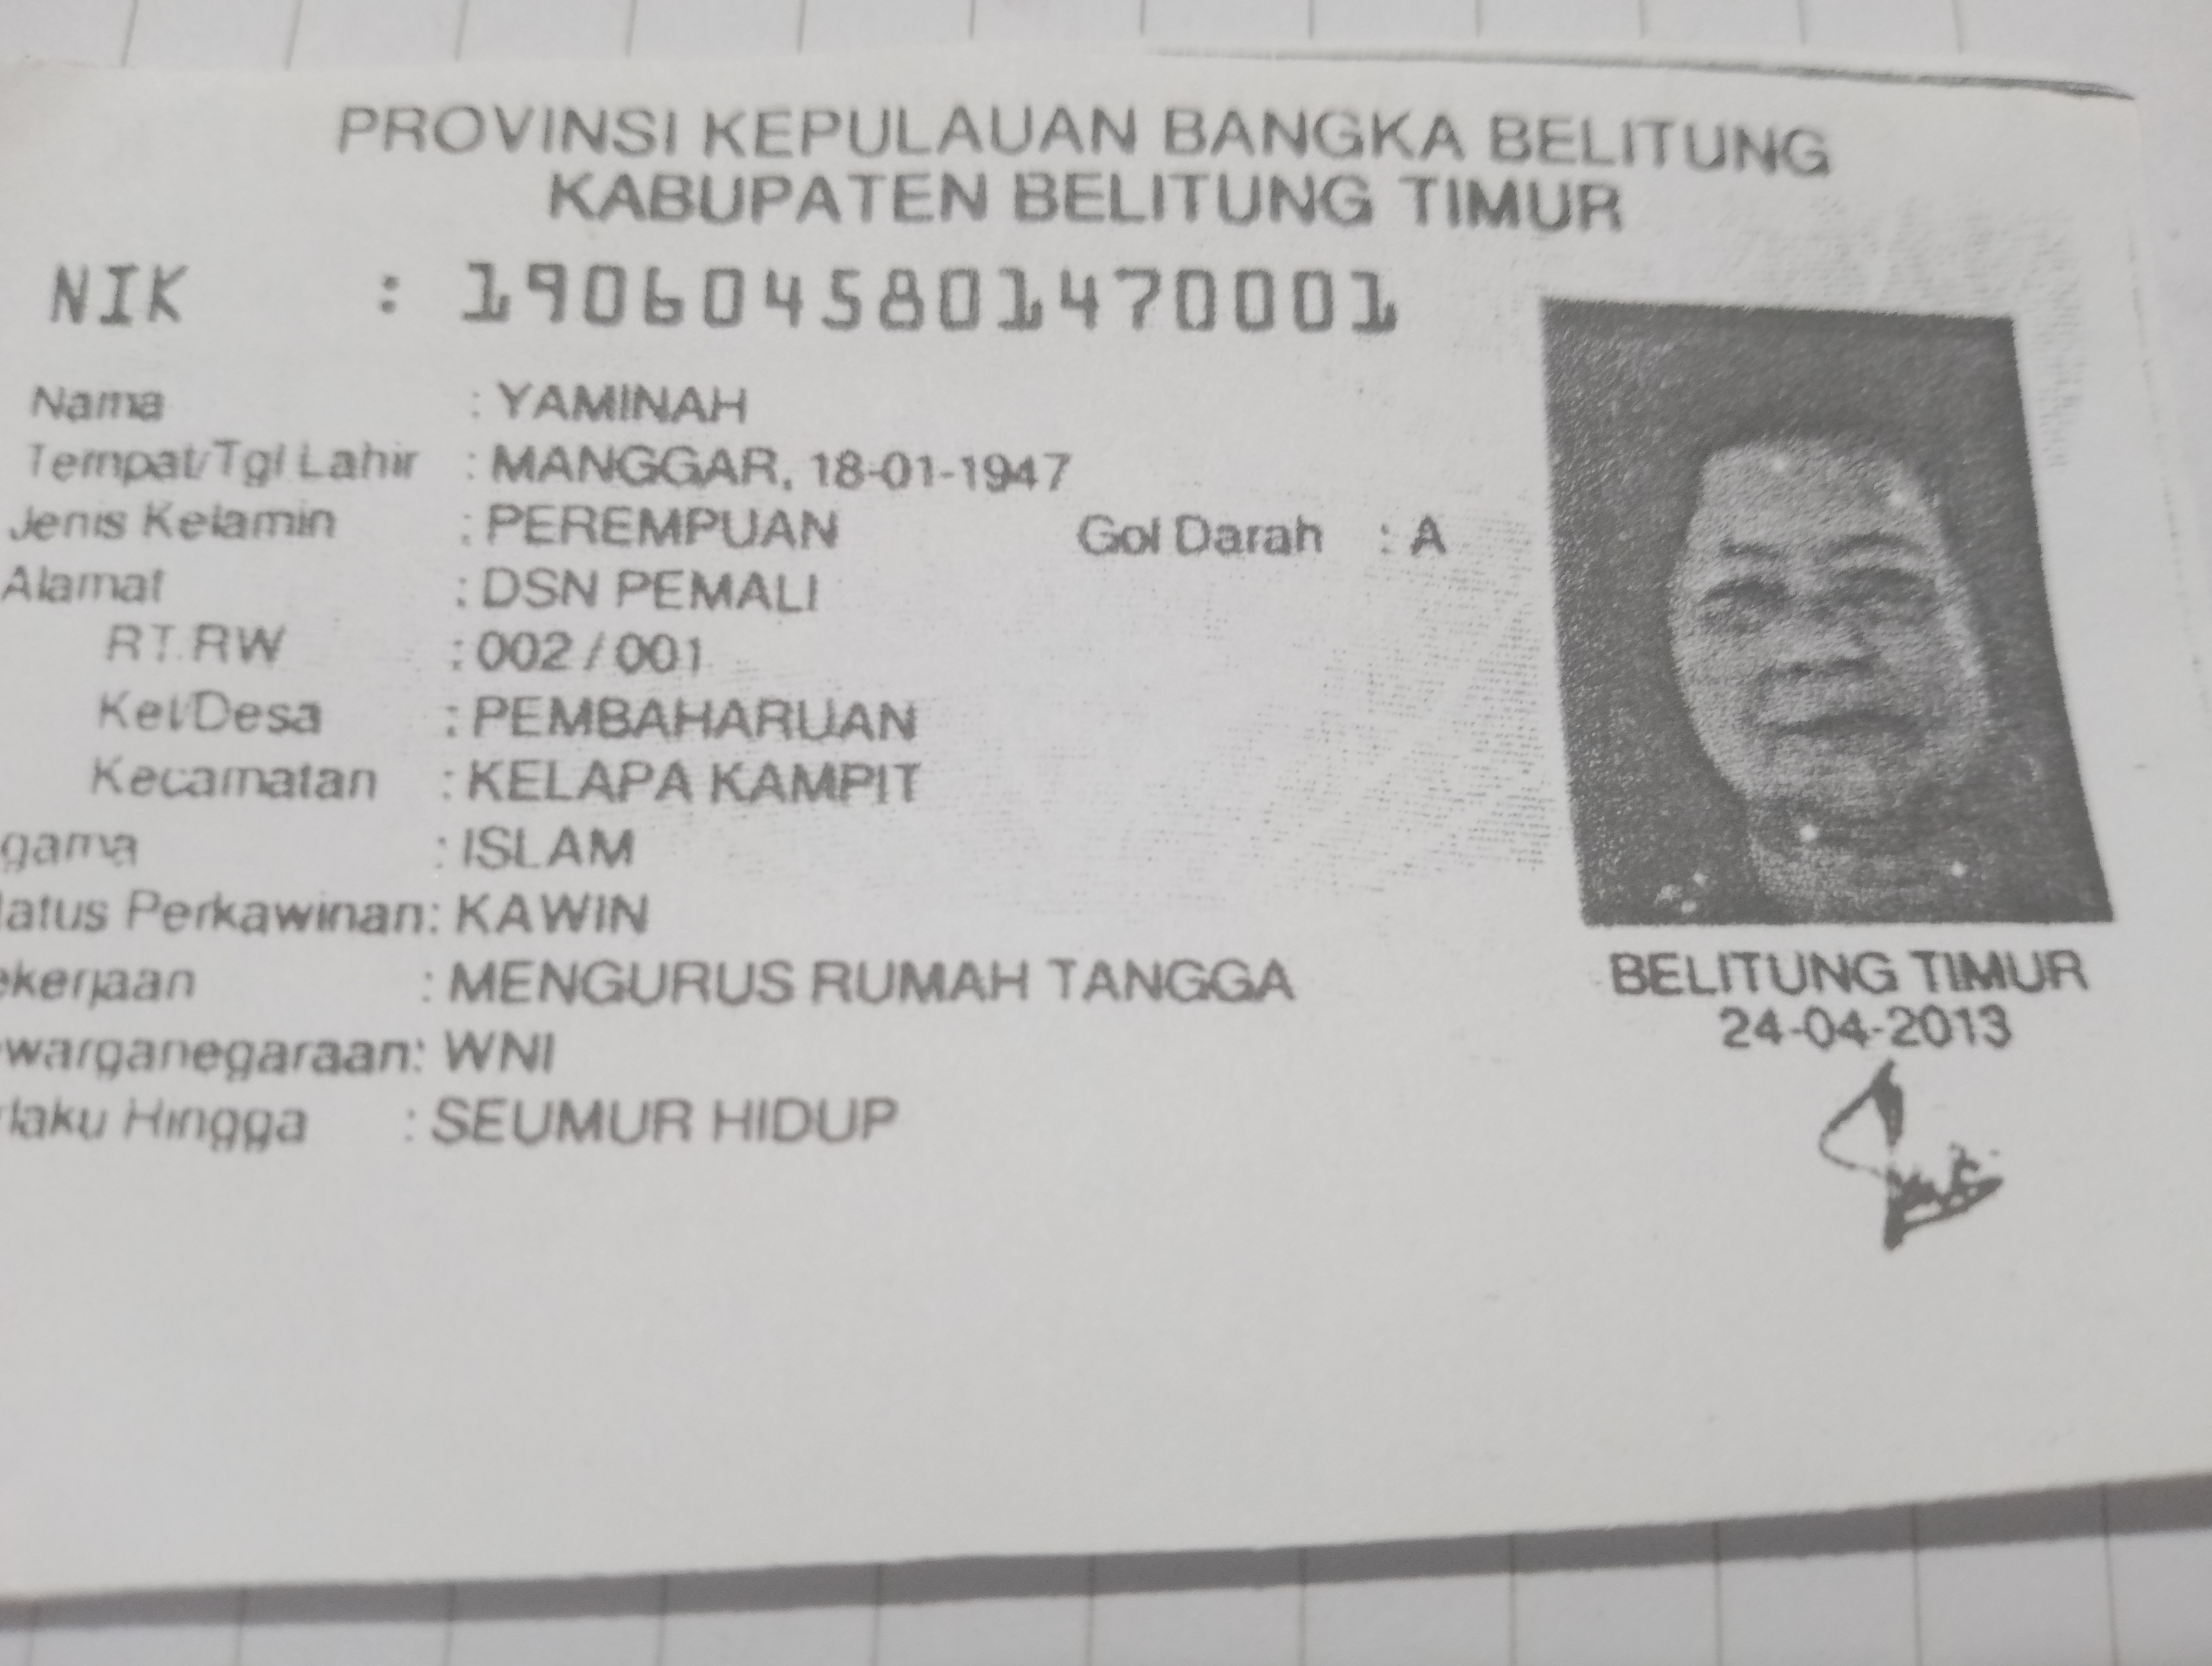 PROVINSI KEPULAUAN BANGKA BELITUNG
KABUPATEN BELITUNG TIMUR
NIK : 1906045801470001
Nama : YAMINAH
Tempat/Tgl Lahir : MANGGAR, 18-01-1947
Jenis Kelamin : PEREMPUAN Gol Darah : A
Alamat : DSN PEMALI
RT.RW : 002 / 001
Kel/Desa : PEMBAHARUAN
Kecamatan : KELAPA KAMPIT
gama : ISLAM
latus Perkawinan: KAWIN
ekerjaan : MENGURUS RUMAH TANGGA
ewarganegaraan: WNI
rlaku Hingga : SEUMUR HIDUP
BELITUNG TIMUR
24-04-2013